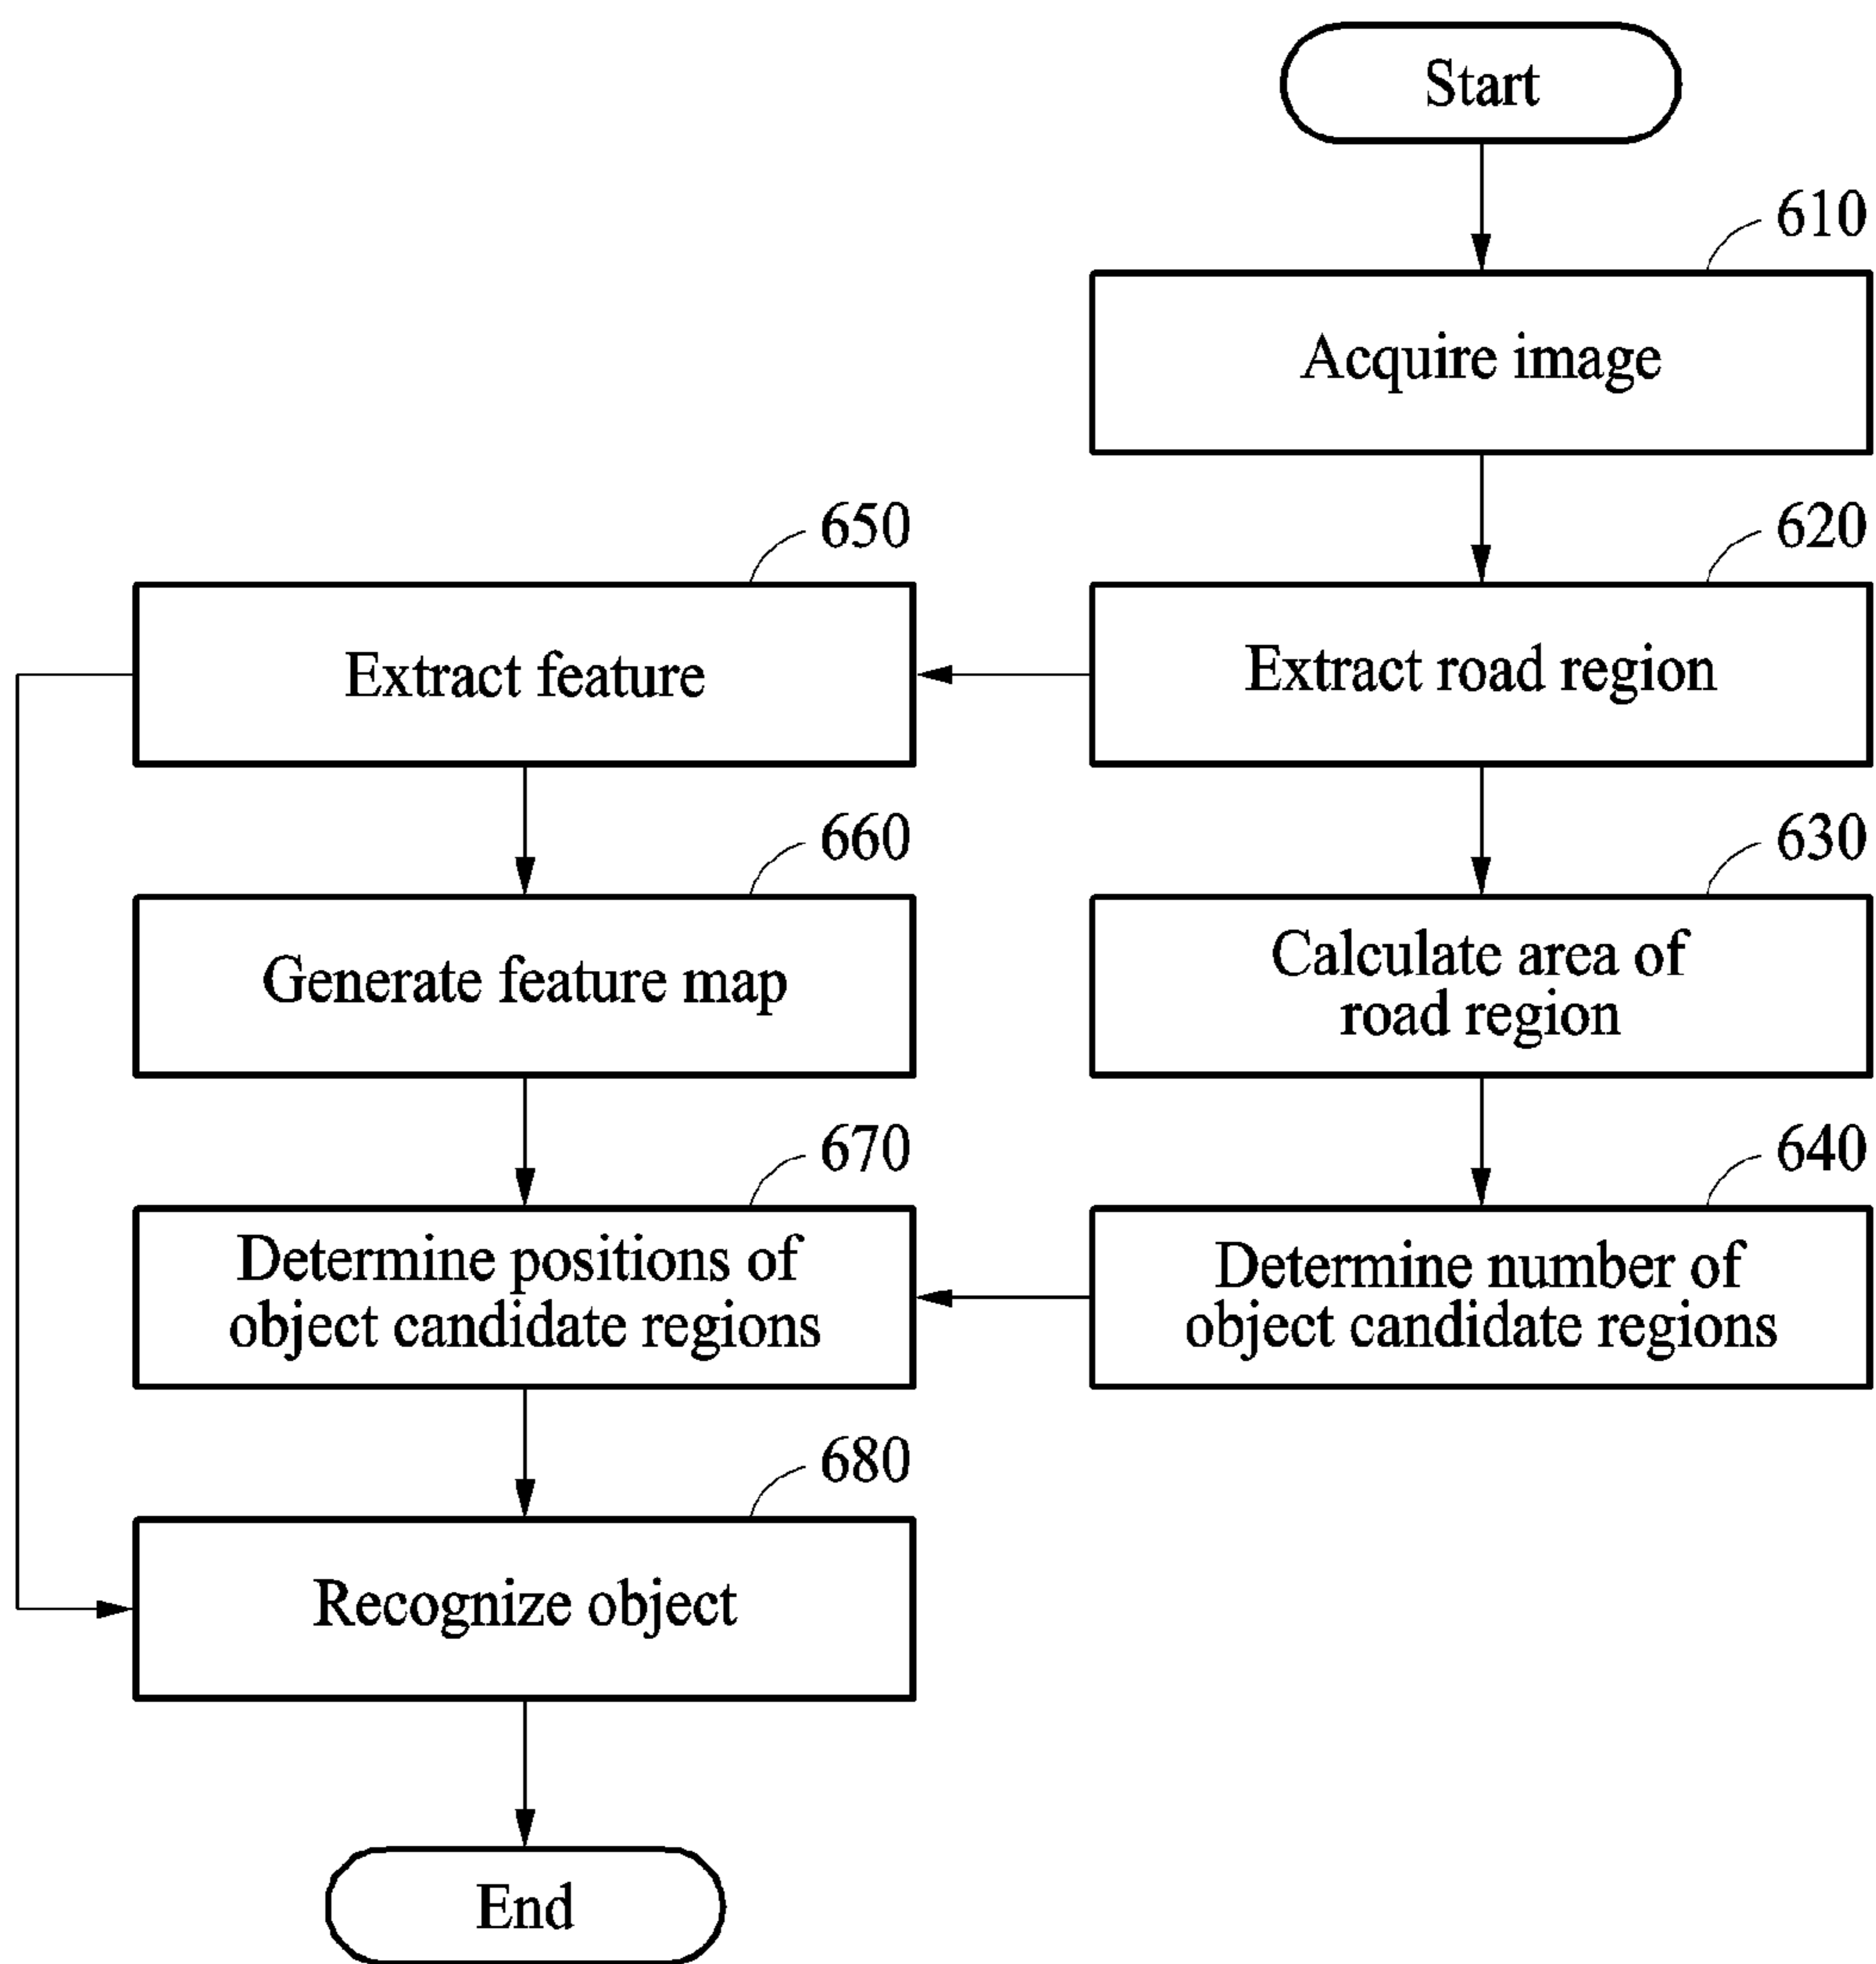 Start
610
Acquire image
650
620
Extract feature
Extract road region
660
630
Generate feature map
Calculate area of
road region
670
640
Determine positions of
object candidate regions
Determine number of
object candidate regions
680
Recognize object
End